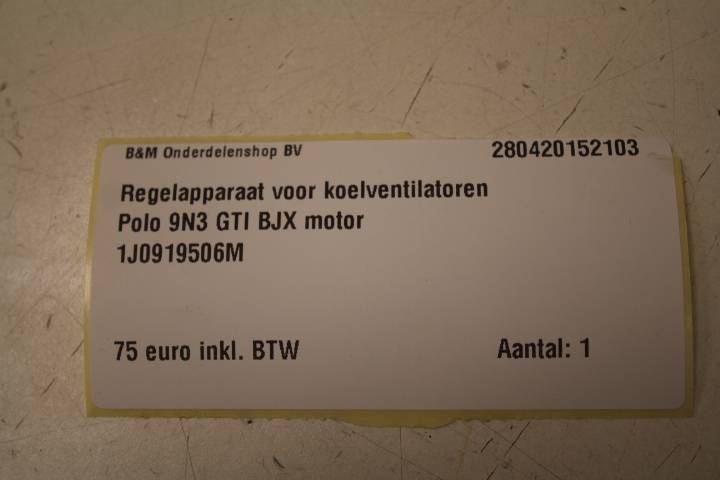 B&M Onderdelenshop BV 280420152103
Regelapparaat voor koelventilatoren
Polo 9N3 GTI BJX motor
1J0919506M
75 euro inkl. BTW Aantal: 1